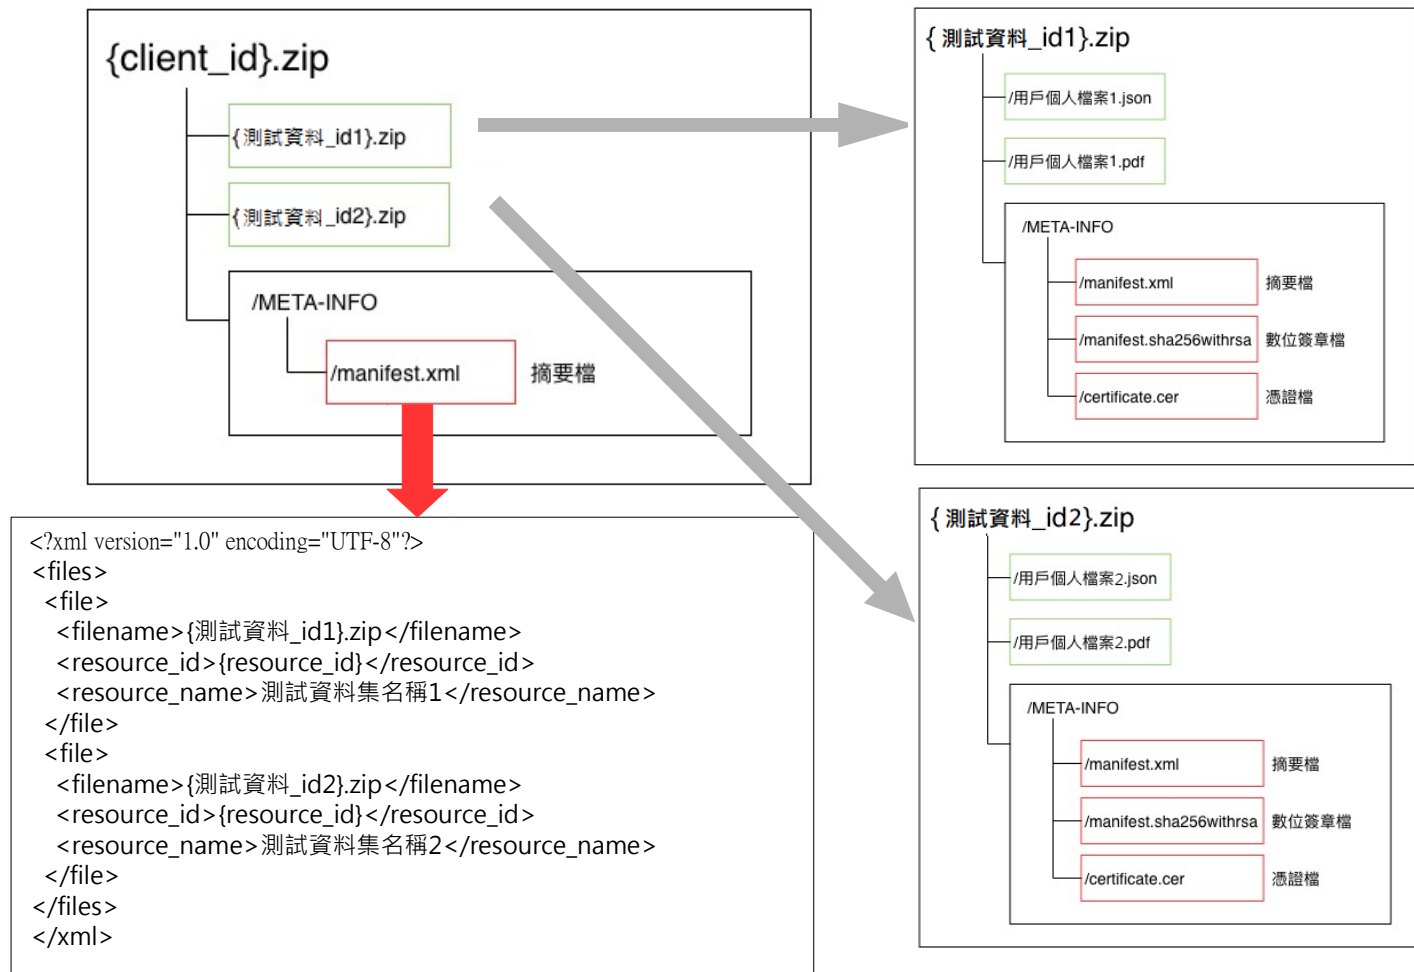 {client_id}.zip
{測試資料_id1}.zip
{測試資料_id2}.zip
/META-INFO
/manifest.xml 摘要檔
<?xml version="1.0" encoding="UTF-8"?>
<files>
<file>
<filename>{測試資料_id1}.zip</filename>
<resource_id>{resource_id}</resource_id>
<resource_name>測試資料集名稱1</resource_name>
</file>
<file>
<filename>{測試資料_id2}.zip</filename>
<resource_id>{resource_id}</resource_id>
<resource_name>測試資料集名稱2</resource_name>
</file>
</files>
</xml>
{ 測試資料_id1}.zip
/用戶個人檔案1.json
/用戶個人檔案1.pdf
/META-INFO
/manifest.xml 摘要檔
/manifest.sha256withrsa 數位簽章檔
/certificate.cer 憑證檔
{ 測試資料_id2}.zip
/用戶個人檔案2.json
/用戶個人檔案2.pdf
/META-INFO
/manifest.xml 摘要檔
/manifest.sha256withrsa 數位簽章檔
/certificate.cer 憑證檔